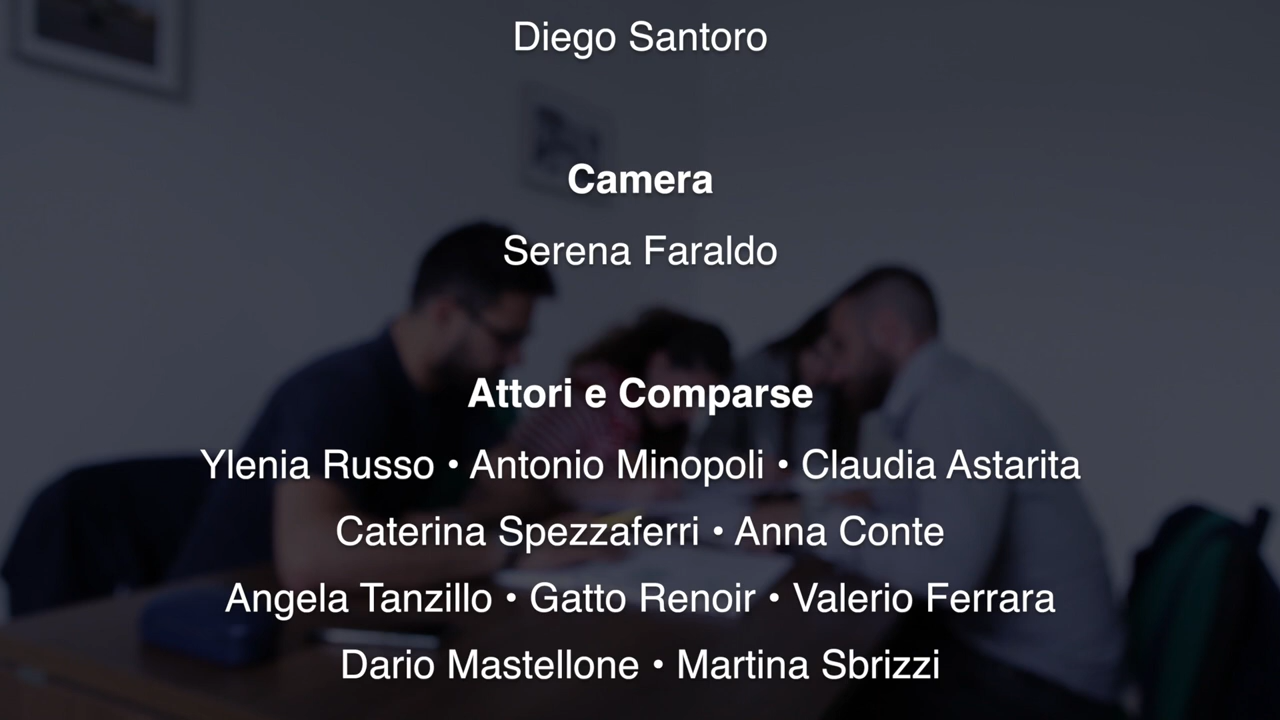 Diego Santoro
Camera
Serena Faraldo
Attori e Comparse
Ylenia Russo • Antonio Minopoli • Claudia Astarita
Caterina Spezzaferri • Anna Conte
Angela Tanzillo • Gatto Renoir • Valerio Ferrara
Dario Mastellone • Martina Sbrizzi